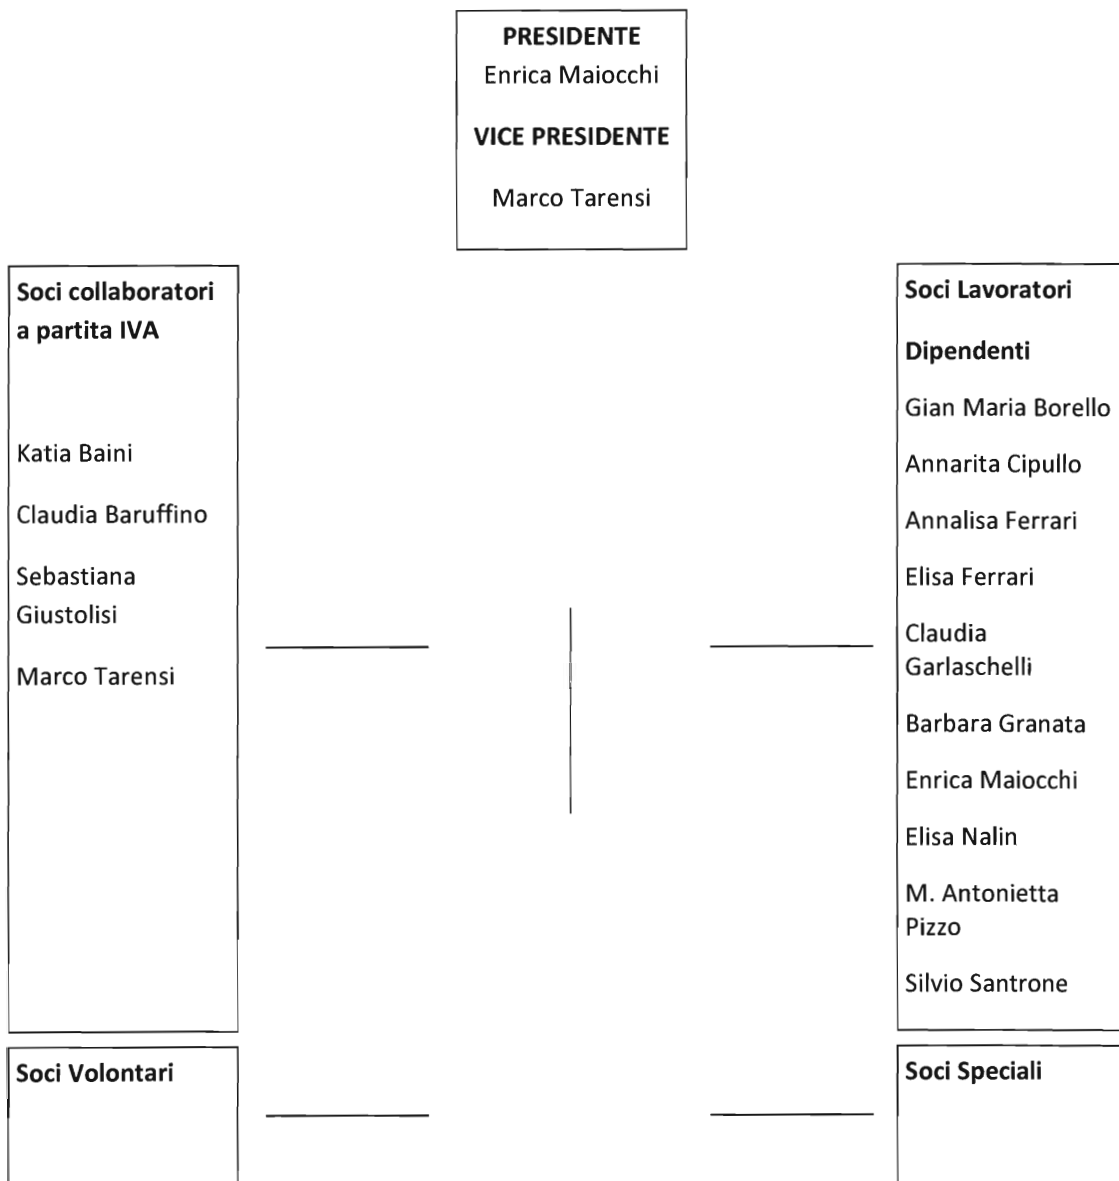 PRESIDENTE
Enrica Maiocchi
VICE PRESIDENTE
Marco Tarensi
Soci collaboratori
a partita IVA
Katia Baini
Claudia Baruffino
Sebastiana
Giustolisi
Marco Tarensi
Soci Lavoratori
Dipendenti
Gian Maria Borello
Annarita Cipullo
Annalisa Ferrari
Elisa Ferrari
Claudia
Garlaschelli
Barbara Granata
Enrica Maiocchi
Elisa Nalin
M. Antonietta
Pizzo
Silvio Santrone
Soci Volontari
Soci Speciali